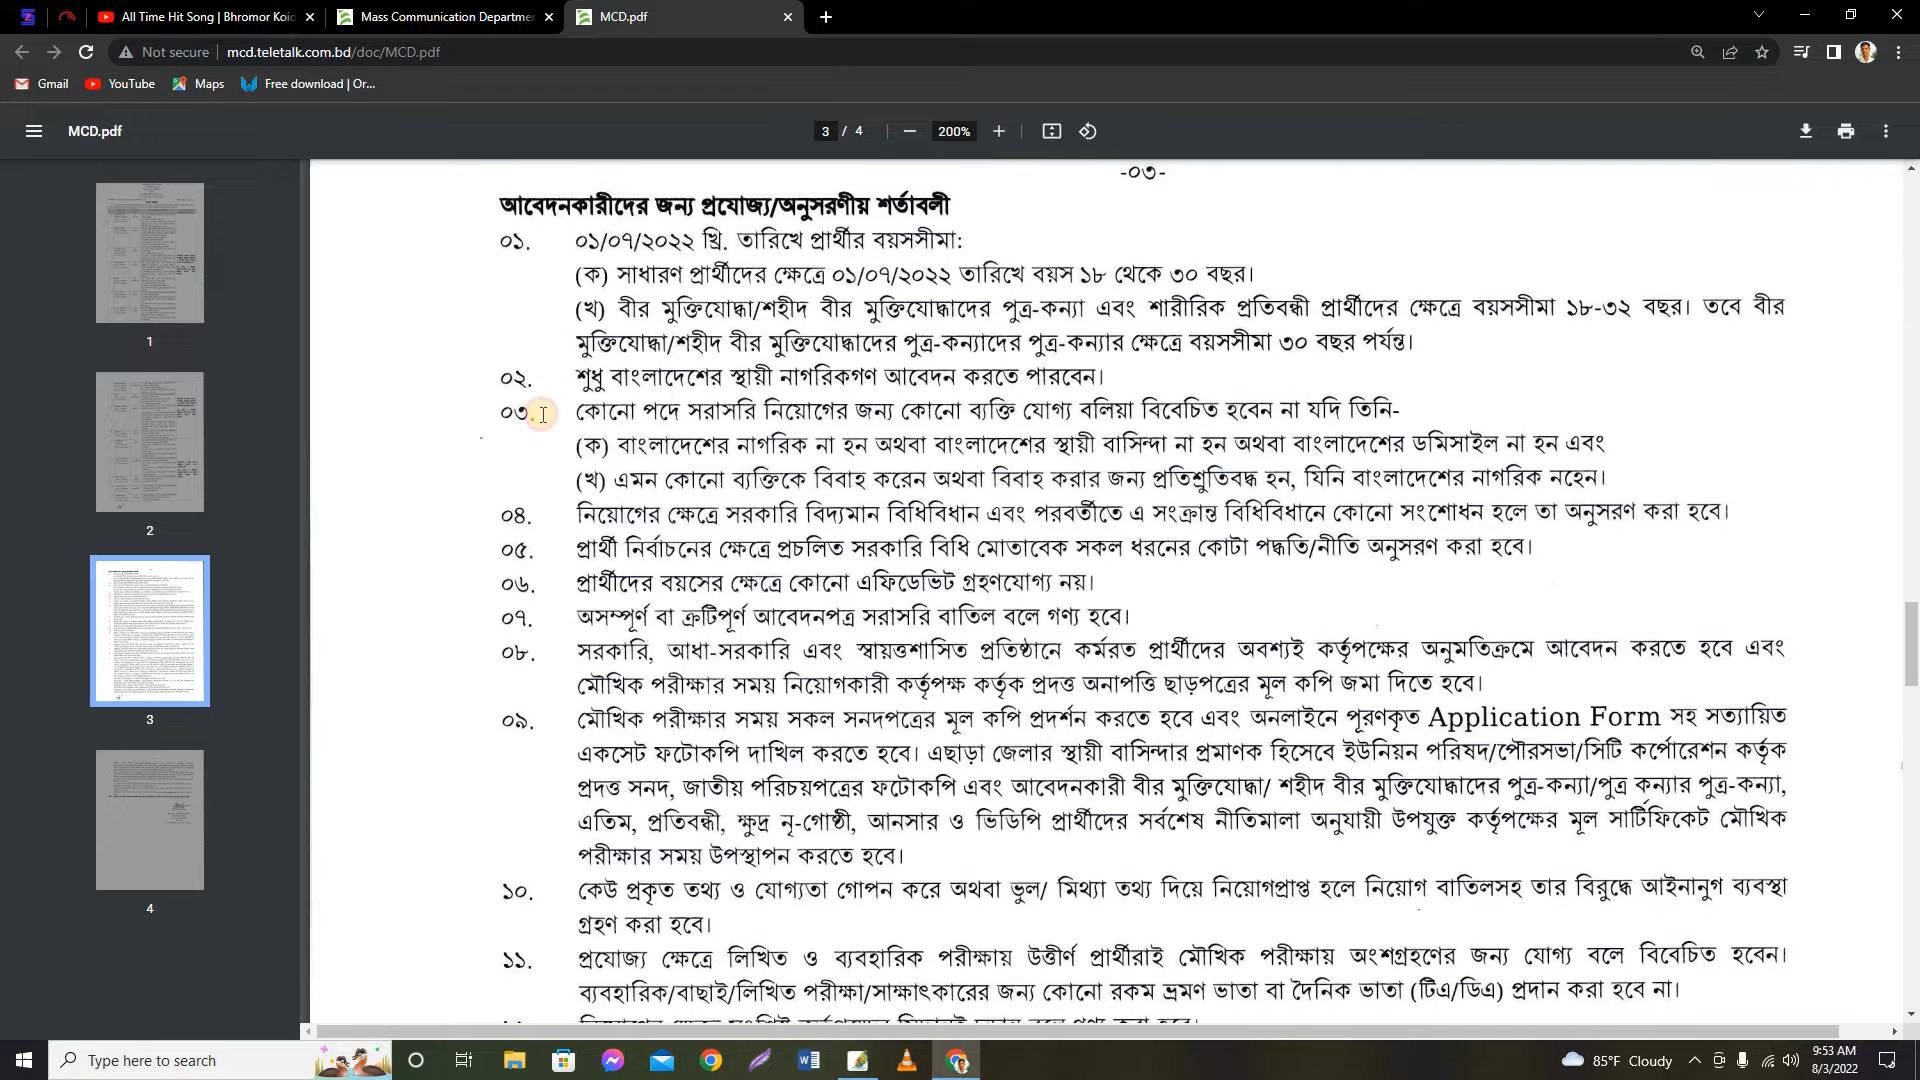 All Time Hit Song | Bhromor Koio
Mass Communication Departmen
MCD.pdf
Not secure
mcd.teletalk.com.bd/doc/MCD.pdf
Gmail
YouTube
Maps
Free download | Or...
MCD.pdf
3 / 4
200%
1
2
3
4
-০৩-
আবেদনকারীদের জন্য প্রযোজ্য/অনুসরণীয় শর্তাবলী
০১. ০১/০৭/২০২২ খ্রি. তারিখে প্রার্থীর বয়সসীমা:
(ক) সাধারণ প্রার্থীদের ক্ষেত্রে ০১/০৭/২০২২ তারিখে বয়স ১৮ থেকে ৩০ বছর।
(খ) বীর মুক্তিযোদ্ধা/শহীদ বীর মুক্তিযোদ্ধাদের পুত্র-কন্যা এবং শারীরিক প্রতিবন্ধী প্রার্থীদের ক্ষেত্রে বয়সসীমা ১৮-৩২ বছর। তবে বীর
মুক্তিযোদ্ধা/শহীদ বীর মুক্তিযোদ্ধাদের পুত্র-কন্যাদের পুত্র-কন্যার ক্ষেত্রে বয়সসীমা ৩০ বছর পর্যন্ত।
০২. শুধু বাংলাদেশের স্থায়ী নাগরিকগণ আবেদন করতে পারবেন।
০৩. কোনো পদে সরাসরি নিয়োগের জন্য কোনো ব্যক্তি যোগ্য বলিয়া বিবেচিত হবেন না যদি তিনি-
(ক) বাংলাদেশের নাগরিক না হন অথবা বাংলাদেশের স্থায়ী বাসিন্দা না হন অথবা বাংলাদেশের ডমিসাইল না হন এবং
(খ) এমন কোনো ব্যক্তিকে বিবাহ করেন অথবা বিবাহ করার জন্য প্রতিশ্রুতিবদ্ধ হন, যিনি বাংলাদেশের নাগরিক নহেন।
০৪. নিয়োগের ক্ষেত্রে সরকারি বিদ্যমান বিধিবিধান এবং পরবর্তীতে এ সংক্রান্ত বিধিবিধানে কোনো সংশোধন হলে তা অনুসরণ করা হবে।
০৫. প্রার্থী নির্বাচনের ক্ষেত্রে প্রচলিত সরকারি বিধি মোতাবেক সকল ধরনের কোটা পদ্ধতি/নীতি অনুসরণ করা হবে।
০৬. প্রার্থীদের বয়সের ক্ষেত্রে কোনো এফিডেভিট গ্রহণযোগ্য নয়।
০৭. অসম্পূর্ণ বা ত্রুটিপূর্ণ আবেদনপত্র সরাসরি বাতিল বলে গণ্য হবে।
০৮. সরকারি, আধা-সরকারি এবং স্বায়ত্তশাসিত প্রতিষ্ঠানে কর্মরত প্রার্থীদের অবশ্যই কর্তৃপক্ষের অনুমতিক্রমে আবেদন করতে হবে এবং
মৌখিক পরীক্ষার সময় নিয়োগকারী কর্তৃপক্ষ কর্তৃক প্রদত্ত অনাপত্তি ছাড়পত্রের মূল কপি জমা দিতে হবে।
০৯. মৌখিক পরীক্ষার সময় সকল সনদপত্রের মূল কপি প্রদর্শন করতে হবে এবং অনলাইনে পূরণকৃত Application Form সহ সত্যায়িত
একসেট ফটোকপি দাখিল করতে হবে। এছাড়া জেলার স্থায়ী বাসিন্দার প্রমাণক হিসেবে ইউনিয়ন পরিষদ/পৌরসভা/সিটি কর্পোরেশন কর্তৃক
প্রদত্ত সনদ, জাতীয় পরিচয়পত্রের ফটোকপি এবং আবেদনকারী বীর মুক্তিযোদ্ধা/ শহীদ বীর মুক্তিযোদ্ধাদের পুত্র-কন্যা/পুত্র কন্যার পুত্র-কন্যা,
এতিম, প্রতিবন্ধী, ক্ষুদ্র নৃ-গোষ্ঠী, আনসার ও ভিডিপি প্রার্থীদের সর্বশেষ নীতিমালা অনুযায়ী উপযুক্ত কর্তৃপক্ষের মূল সার্টিফিকেট মৌখিক
পরীক্ষার সময় উপস্থাপন করতে হবে।
১০. কেউ প্রকৃত তথ্য ও যোগ্যতা গোপন করে অথবা ভুল/ মিথ্যা তথ্য দিয়ে নিয়োগপ্রাপ্ত হলে নিয়োগ বাতিলসহ তার বিরুদ্ধে আইনানুগ ব্যবস্থা
গ্রহণ করা হবে।
১১. প্রযোজ্য ক্ষেত্রে লিখিত ও ব্যবহারিক পরীক্ষায় উত্তীর্ণ প্রার্থীরাই মৌখিক পরীক্ষায় অংশগ্রহণের জন্য যোগ্য বলে বিবেচিত হবেন।
ব্যবহারিক/বাছাই/লিখিত পরীক্ষা/সাক্ষাৎকারের জন্য কোনো রকম ভ্রমণ ভাতা বা দৈনিক ভাতা (টিএ/ডিএ) প্রদান করা হবে না।
Type here to search
85°F Cloudy
9:53 AM
8/3/2022